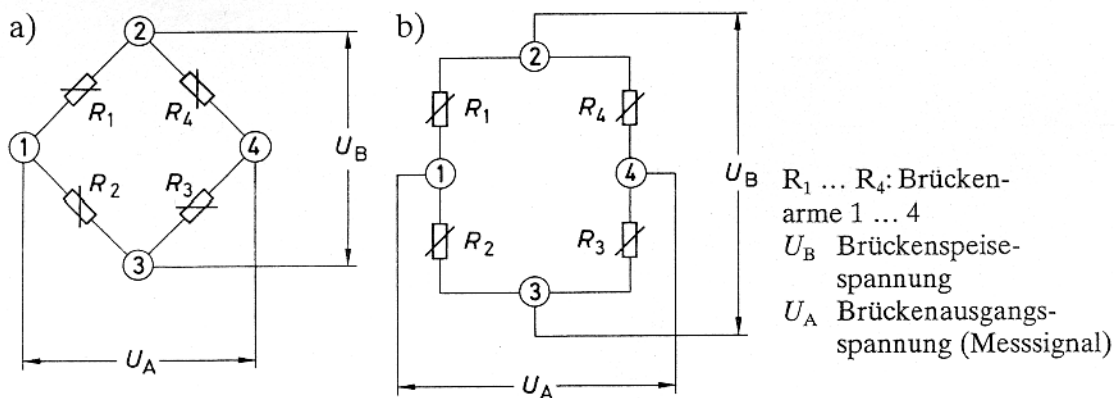 a)
2
R1
R4
1
4
UB
R2
R3
3
UA
b)
2
R1
R4
1
4
UB
R2
R3
3
UA
R1 ... R4: Brücken-
arme 1 ... 4
UB Brückenspeise-
spannung
UA Brückenausgangs-
spannung (Messsignal)